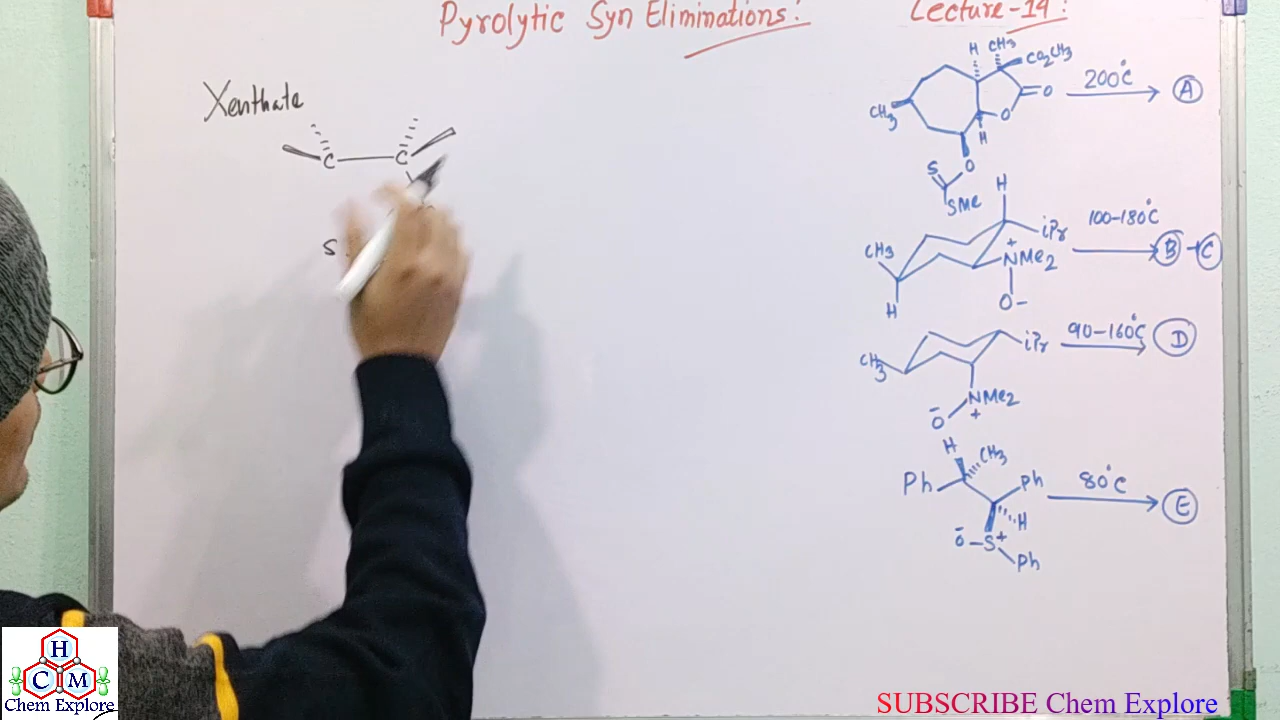 Pyrolytic Syn Eliminations:
Lecture-14:
Xenthate
C C
S
H CH3 CO2CH3
O
O
CH3
H
O
S
SMe
200°C
A
H
CH3
iPr
+
NMe2
O-
H
100-180°C
B + C
CH3
iPr
NMe2
+
-
O
90-160°C
D
H
CH3
Ph
Ph
H
-
O-S+
Ph
80°C
E
H
C M
Chem Explore
SUBSCRIBE Chem Explore